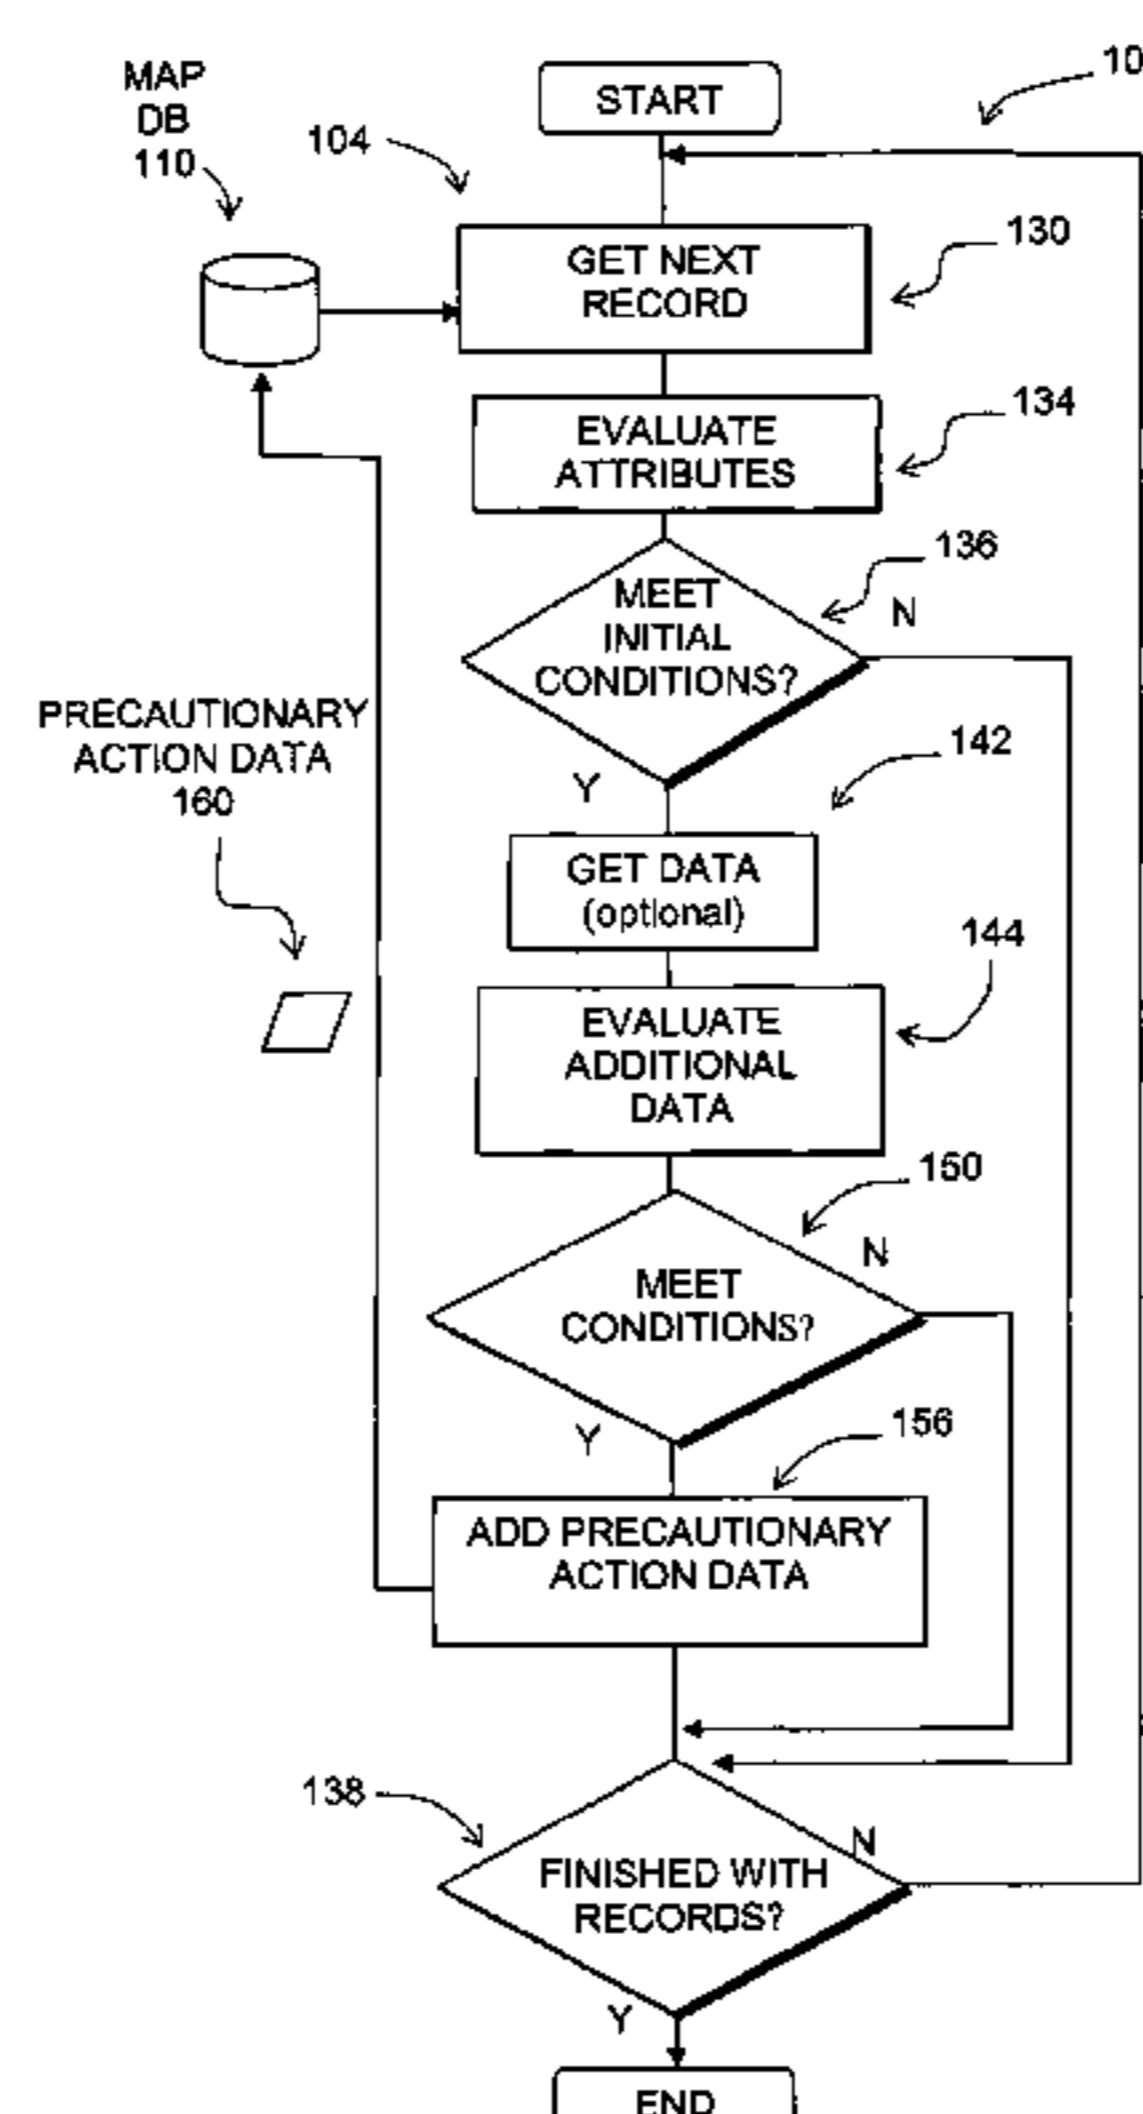 MAP
DB
110
START
10
104
GET NEXT
RECORD
130
EVALUATE
ATTRIBUTES
134
136
MEET
INITIAL
CONDITIONS?
N
Y
PRECAUTIONARY
ACTION DATA
160
142
GET DATA
(optional)
144
EVALUATE
ADDITIONAL
DATA
150
MEET
CONDITIONS?
N
Y
156
ADD PRECAUTIONARY
ACTION DATA
138
FINISHED WITH
RECORDS?
N
Y
END